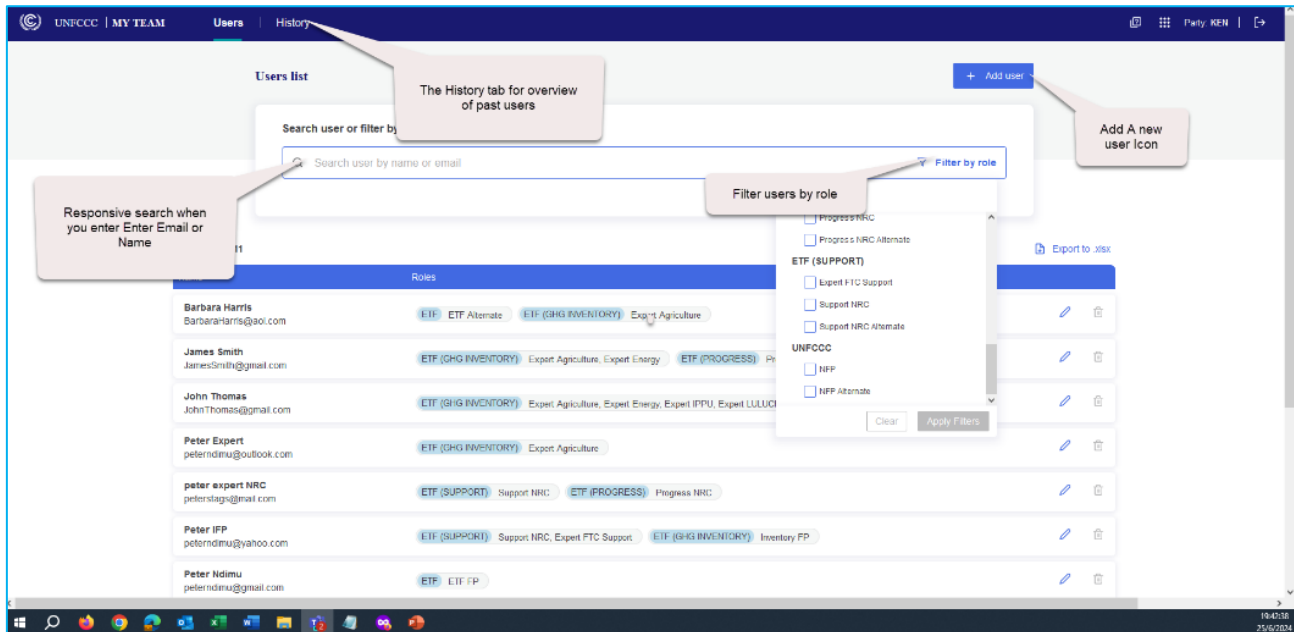 UNFCCC | MY TEAM
Users | History
Party: KEN |
Users list
+ Add user
The History tab for overview
of past users
Add A new
user Icon
Search user or filter by
Search user by name or email
Filter by role
Filter users by role
Responsive search when
you enter Enter Email or
Name
Progress NRC
Progress NRC Alternate
ETF (SUPPORT)
Expert FTC Support
Support NRC
Support NRC Alternate
UNFCCC
NFP
NFP Alternate
Clear
Apply Filters
Export to .xlsx
Roles
Barbara Harris
BarbaraHarris@aol.com
ETF ETF Alternate ETF (GHG INVENTORY) Expert Agriculture
James Smith
JamesSmith@gmail.com
ETF (GHG INVENTORY) Expert Agriculture, Expert Energy ETF (PROGRESS)
John Thomas
JohnThomas@gmail.com
ETF (GHG INVENTORY) Expert Agriculture, Expert Energy, Expert IPPU, Expert
Peter Expert
peterndimu@outlook.com
ETF (GHG INVENTORY) Expert Agriculture
peter expert NRC
peterstags@mail.com
ETF (SUPPORT) Support NRC ETF (PROGRESS) Progress NRC
Peter IFP
peterndimu@yahoo.com
ETF (SUPPORT) Support NRC, Expert FTC Support ETF (GHG INVENTORY) Inventory FP
Peter Ndimu
peterndimu@gmail.com
ETF ETF FP
19:42:38
25/6/2024